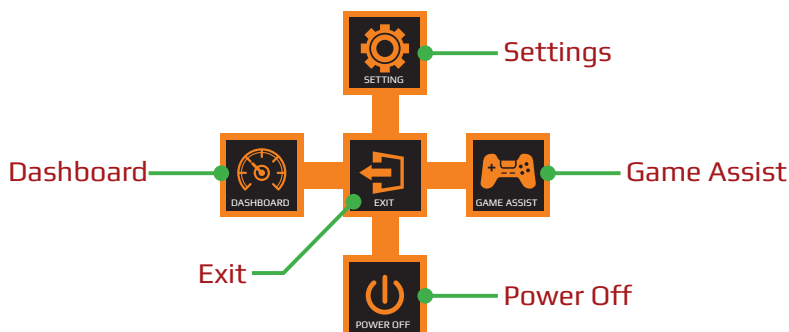 SETTING
Settings
Dashboard
DASHBOARD
EXIT
GAME ASSIST
Game Assist
Exit
POWER OFF
Power Off